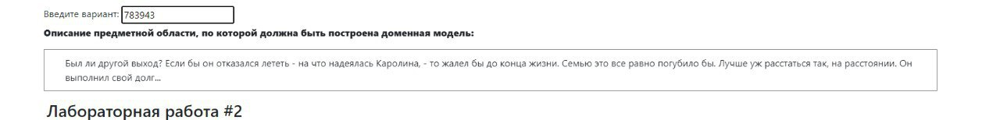 Введите вариант: 783943
Описание предметной области, по которой должна быть построена доменная модель:
Был ли другой выход? Если бы он отказался лететь - на что надеялась Каролина, - то жалел бы до конца жизни. Семью это все равно погубило бы. Лучше уж расстаться так, на расстоянии. Он
выполнил свой долг...
Лабораторная работа #2